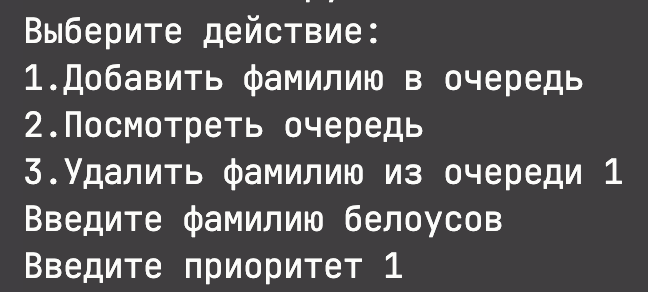 Выберите действие:
1.Добавить фамилию в очередь
2.Посмотреть очередь
3.Удалить фамилию из очереди 1
Введите фамилию белоусов
Введите приоритет 1